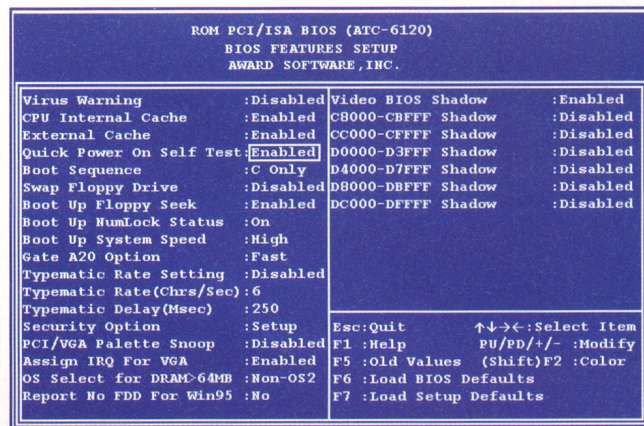 ROM PCI/ISA BIOS (ATC-6120)
BIOS FEATURES SETUP
AWARD SOFTWARE,INC.
Virus Warning :Disabled
CPU Internal Cache :Enabled
External Cache :Enabled
Quick Power On Self Test:Enabled
Boot Sequence :C Only
Swap Floppy Drive :Disabled
Boot Up Floppy Seek :Enabled
Boot Up NumLock Status :On
Boot Up System Speed :High
Gate A20 Option :Fast
Typematic Rate Setting :Disabled
Typematic Rate(Chrs/Sec):6
Typematic Delay(Msec) :250
Security Option :Setup
PCI/VGA Palette Snoop :Disabled
Assign IRQ For VGA :Enabled
OS Select for DRAM>64MB :Non-OS2
Report No FDD For Win95 :No
Video BIOS Shadow :Enabled
C8000-CBFFF Shadow :Disabled
CC000-CFFFF Shadow :Disabled
D0000-D3FFF Shadow :Disabled
D4000-D7FFF Shadow :Disabled
D8000-DBFFF Shadow :Disabled
DC000-DFFFF Shadow :Disabled
Esc:Quit ↑↓→←:Select Item
F1 :Help PU/PD/+/- :Modify
F5 :Old Values (Shift)F2 :Color
F6 :Load BIOS Defaults
F7 :Load Setup Defaults